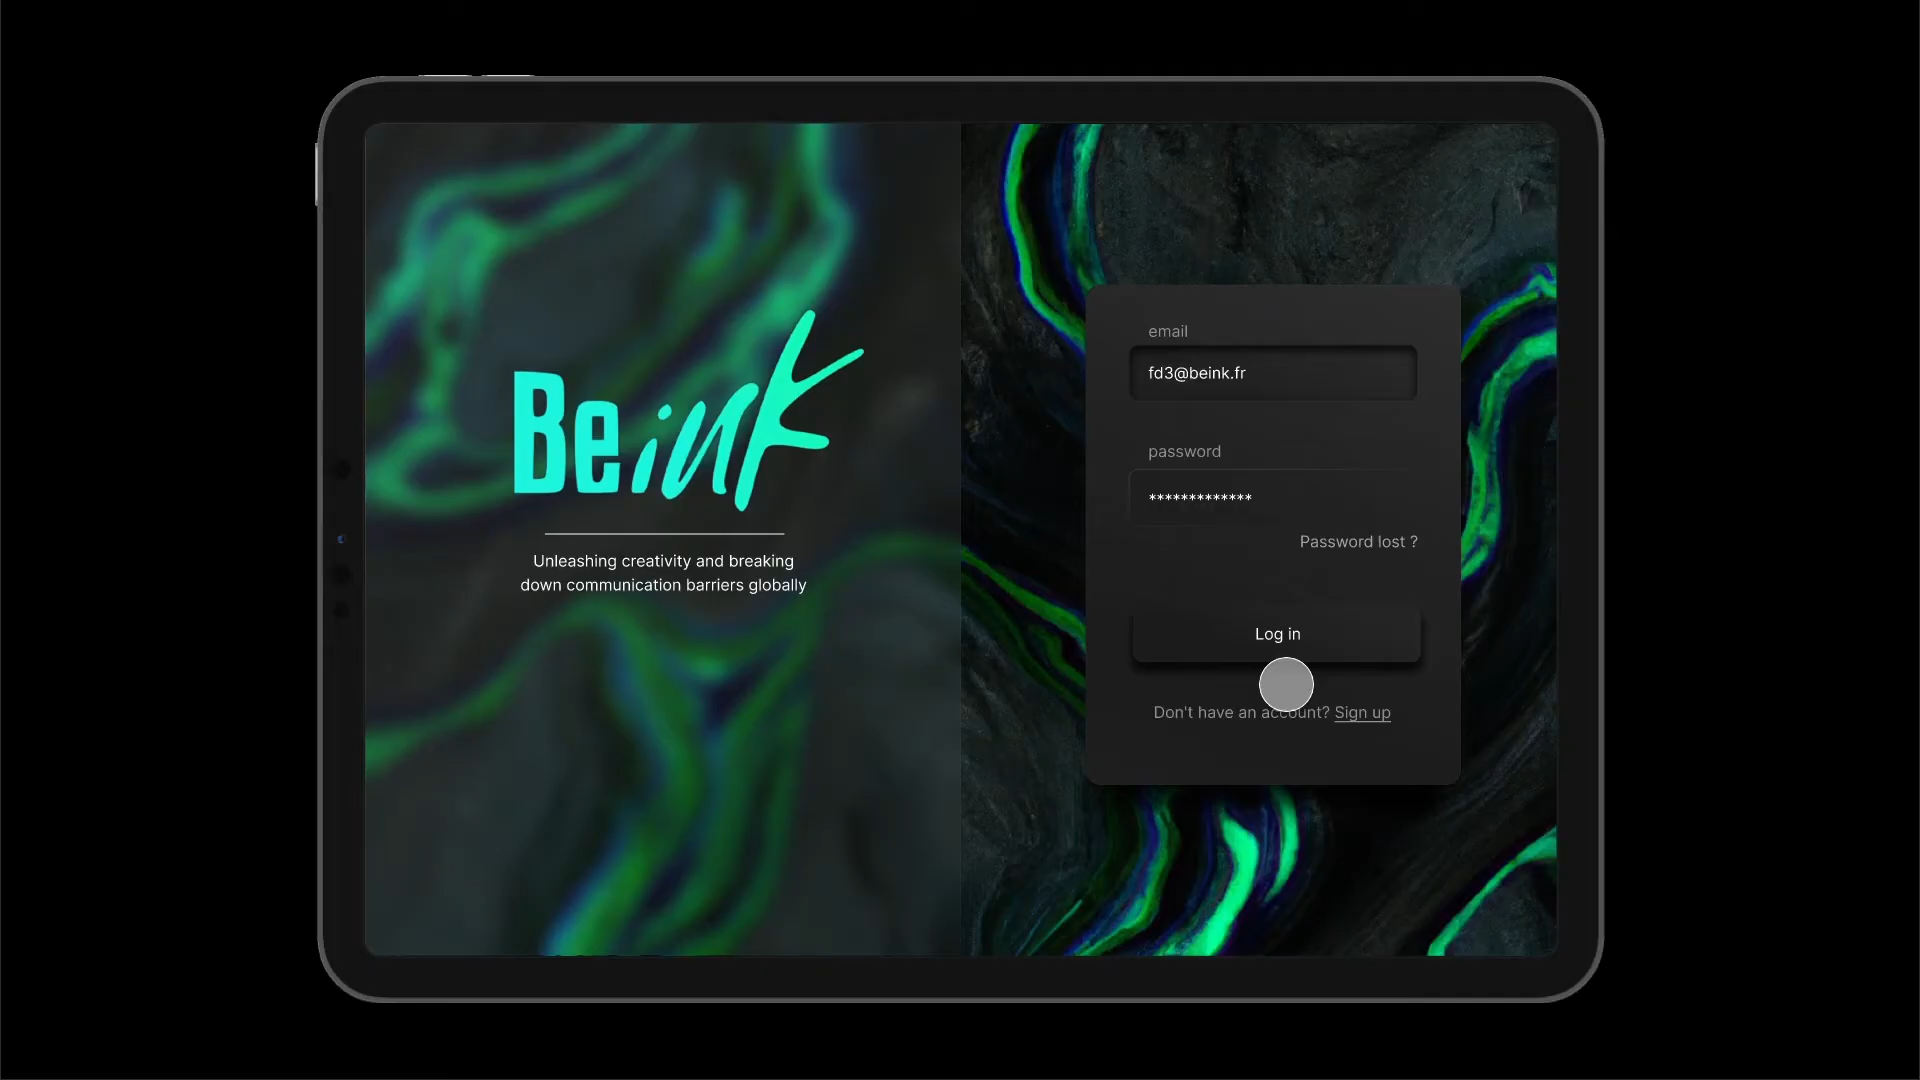 Beink
Unleashing creativity and breaking
down communication barriers globally
email
fd3@beink.fr
password
*************
Password lost ?
Log in
Don't have an account? Sign up